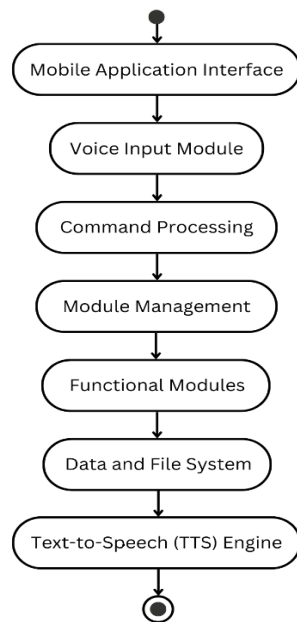 Mobile Application Interface
Voice Input Module
Command Processing
Module Management
Functional Modules
Data and File System
Text-to-Speech (TTS) Engine